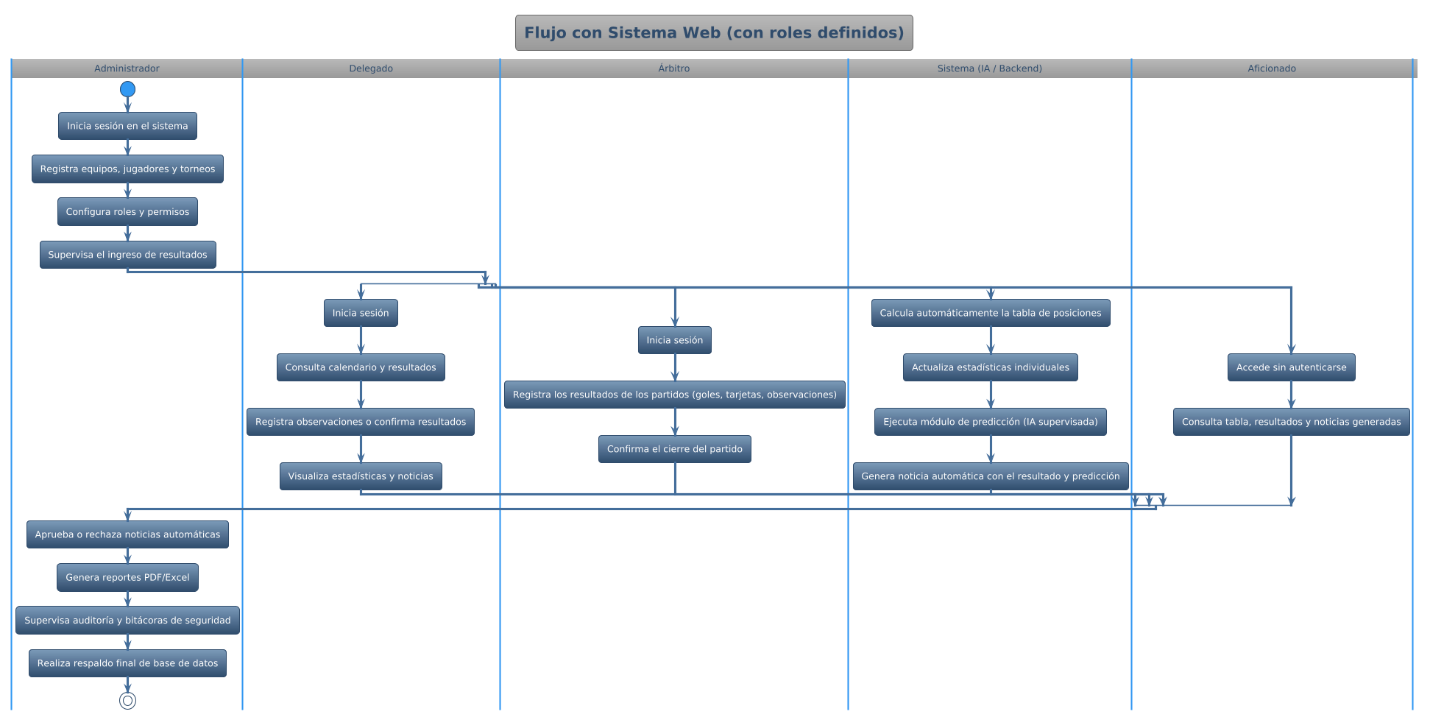 Flujo con Sistema Web (con roles definidos)
Administrador
Delegado
Árbitro
Sistema (IA / Backend)
Aficionado
Inicia sesión en el sistema
Registra equipos, jugadores y torneos
Configura roles y permisos
Supervisa el ingreso de resultados
Inicia sesión
Consulta calendario y resultados
Registra observaciones o confirma resultados
Visualiza estadísticas y noticias
Inicia sesión
Registra los resultados de los partidos (goles, tarjetas, observaciones)
Confirma el cierre del partido
Calcula automáticamente la tabla de posiciones
Actualiza estadísticas individuales
Ejecuta módulo de predicción (IA supervisada)
Genera noticia automática con el resultado y predicción
Accede sin autenticarse
Consulta tabla, resultados y noticias generadas
Aprueba o rechaza noticias automáticas
Genera reportes PDF/Excel
Supervisa auditoría y bitácoras de seguridad
Realiza respaldo final de base de datos